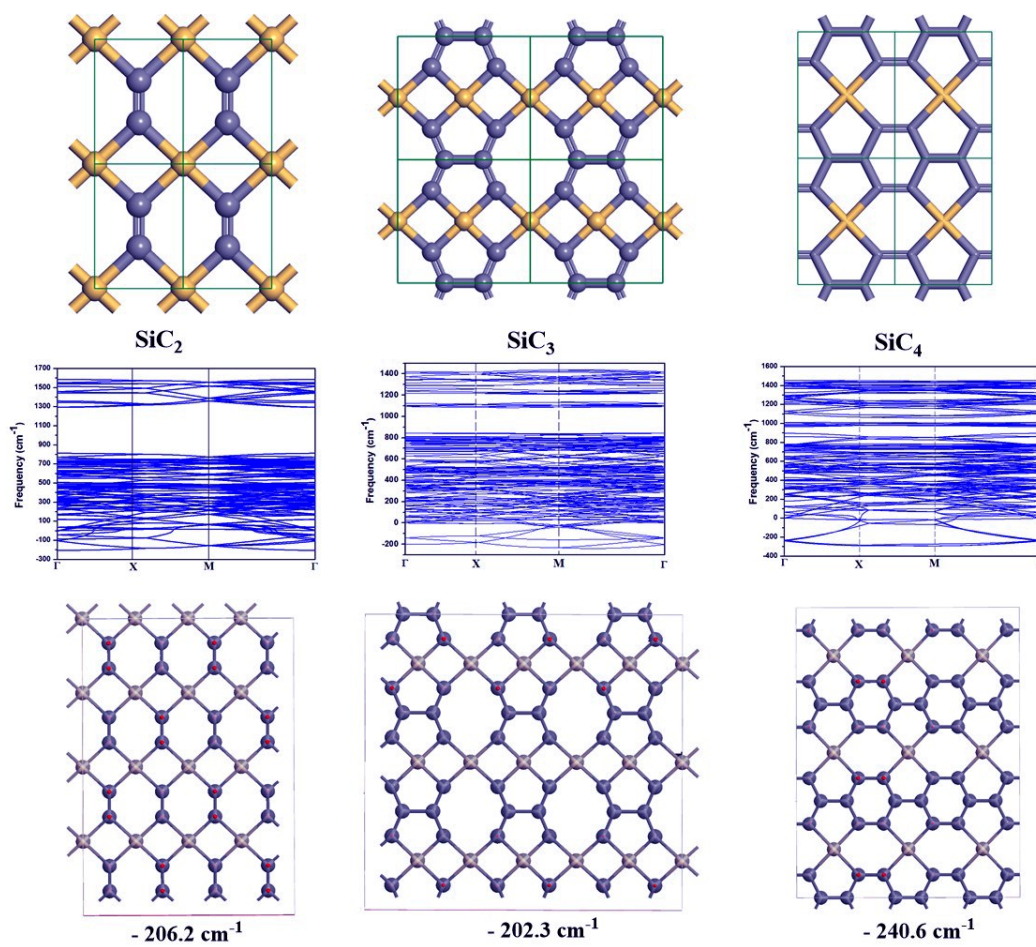 SiC2
SiC3
SiC4
Frequency (cm-1)
1700
1500
1300
1100
900
700
500
300
100
-100
-300
Γ X M Γ
Frequency (cm-1)
1400
1200
1000
800
600
400
200
0
-200
Γ X M Γ
Frequency (cm-1)
1600
1400
1200
1000
800
600
400
200
0
-200
-400
Γ X M Γ
- 206.2 cm-1
- 202.3 cm-1
- 240.6 cm-1